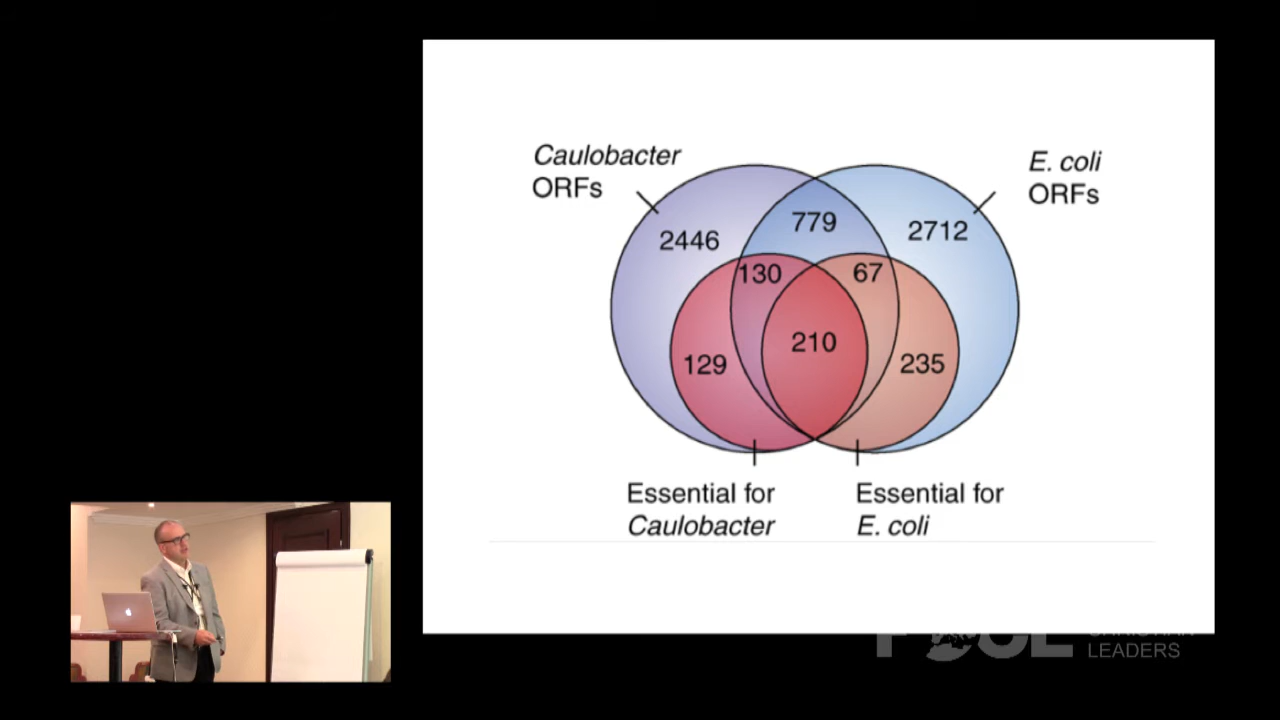 Caulobacter
ORFs
E. coli
ORFs
2446
779
2712
130
67
129
210
235
Essential for
Caulobacter
Essential for
E. coli
LEADERS